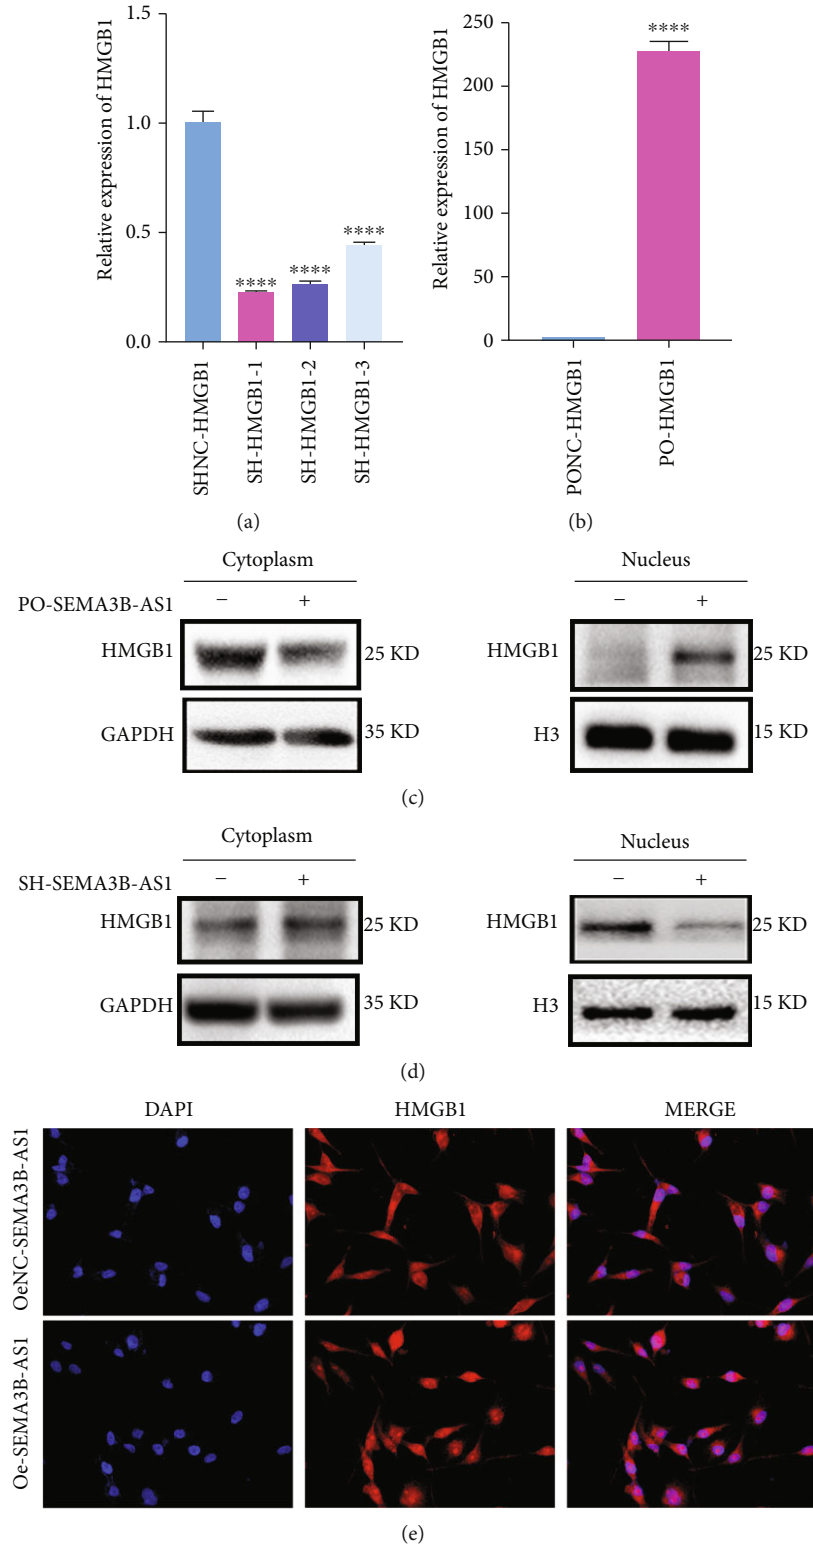 Relative expression of HMGB1
1.5
1.0
0.5
0.0
****
****
****
SHNC-HMGB1
SH-HMGB1-1
SH-HMGB1-2
SH-HMGB1-3
(a)
Relative expression of HMGB1
250
200
150
100
50
0
****
PONC-HMGB1
PO-HMGB1
(b)
Cytoplasm
PO-SEMA3B-AS1 − +
HMGB1 25 KD
GAPDH 35 KD
Nucleus
− +
HMGB1 25 KD
H3 15 KD
(c)
Cytoplasm
SH-SEMA3B-AS1 − +
HMGB1 25 KD
GAPDH 35 KD
Nucleus
− +
HMGB1 25 KD
H3 15 KD
(d)
DAPI HMGB1 MERGE
OeNC-SEMA3B-AS1
Oe-SEMA3B-AS1
(e)